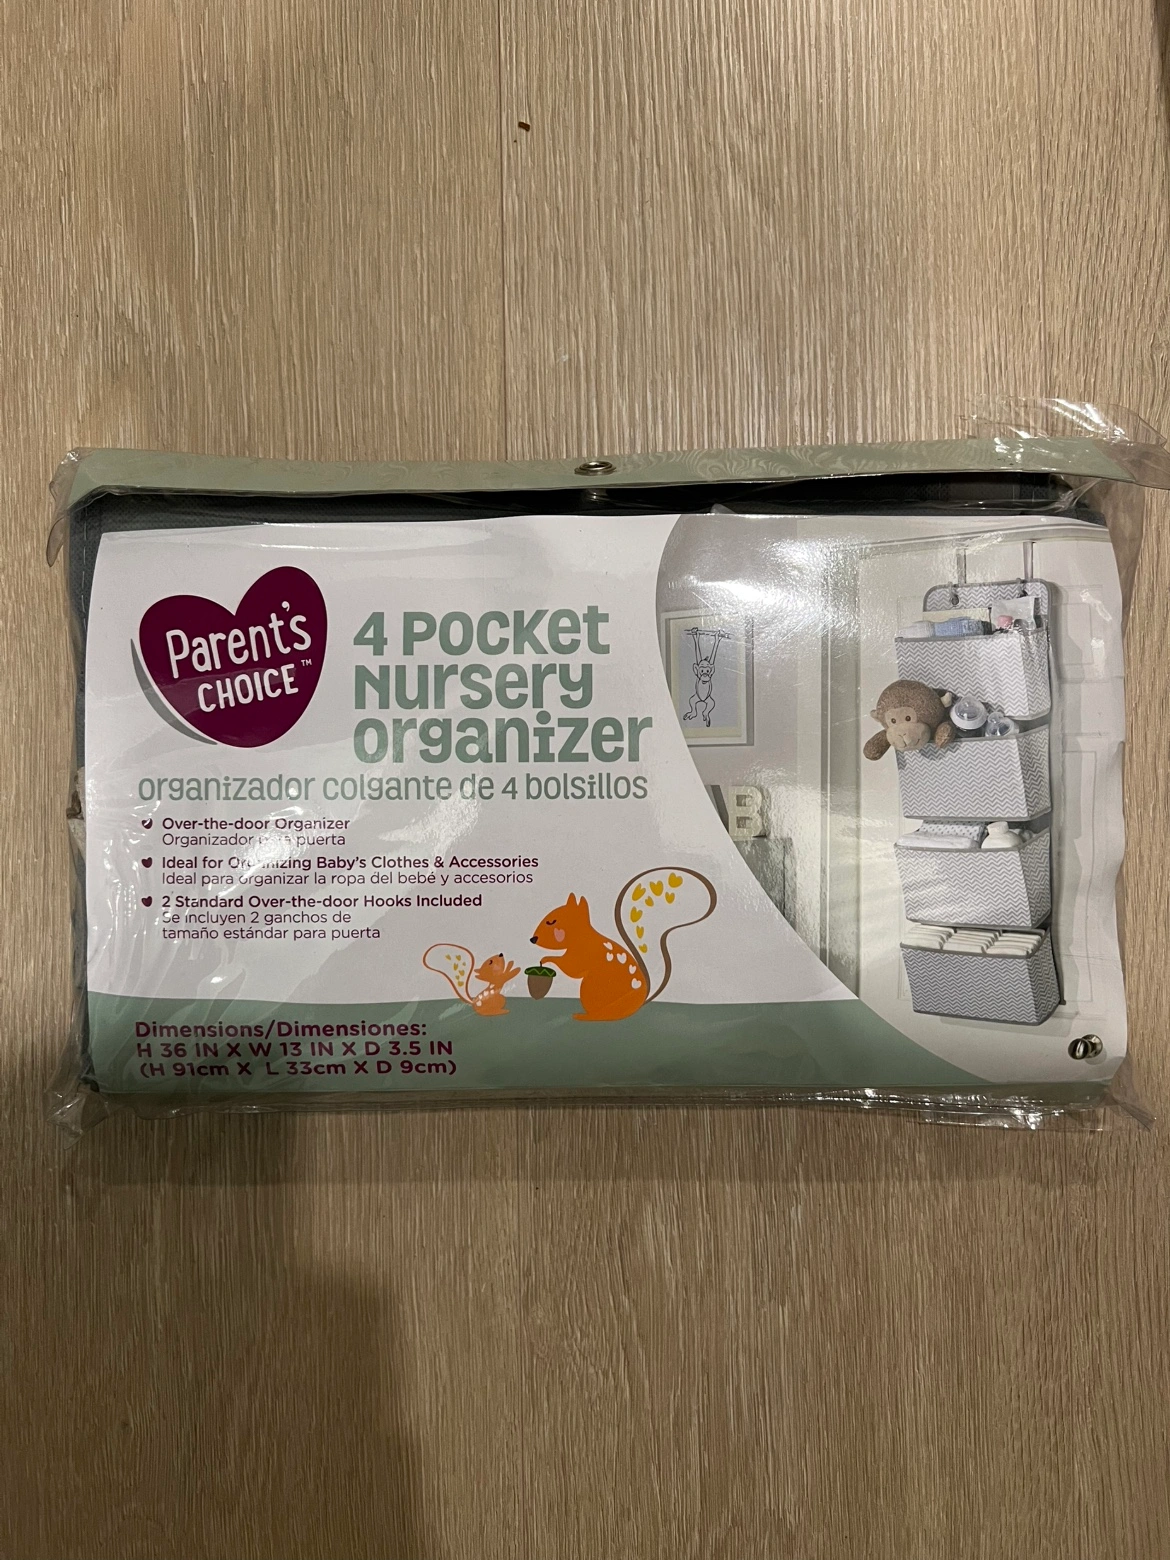 Parent's
CHOICE™
4 POCKet
Nursery
organizer
organizador colgante de 4 bolsillos
Over-the-door Organizer
Organizador para puerta
Ideal for Organizing Baby's Clothes & Accessories
Ideal para organizar la ropa del bebé y accesorios
2 Standard Over-the-door Hooks Included
Se incluyen 2 ganchos de
tamaño estándar para puerta
Dimensions/Dimensiones:
H 36 IN X W 13 IN X D 3.5 IN
(H 91cm X L 33cm X D 9cm)
B